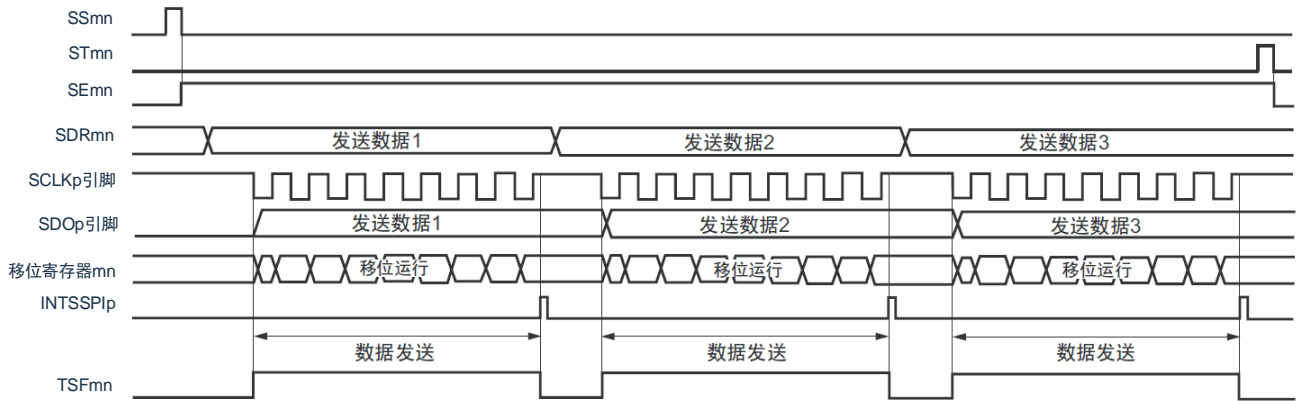 SSmn
STmn
SEmn
SDRmn 发送数据1 发送数据2 发送数据3
SCLKp引脚
SDOp引脚 发送数据1 发送数据2 发送数据3
移位寄存器mn 移位运行 移位运行 移位运行
INTSSPIp
数据发送 数据发送 数据发送
TSFmn